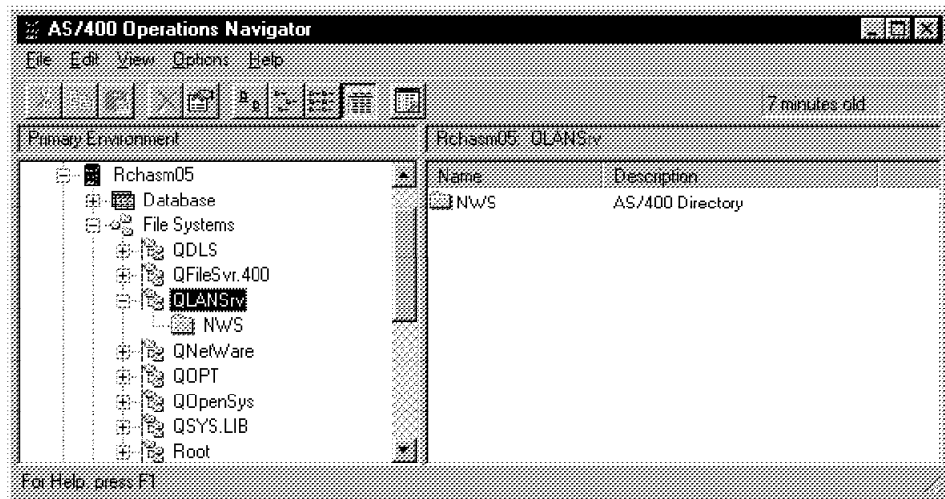 AS/400 Operations Navigator
File Edit View Options Help
7 minutes old
Primary Environment
Rchasm05: QLANSrv
Rchasm05
Database
File Systems
QDLS
QFileSvr.400
QLANSrv
NWS
QNetWare
QOPT
QOpenSys
QSYS.LIB
Root
Name Description
NWS AS/400 Directory
For Help, press F1